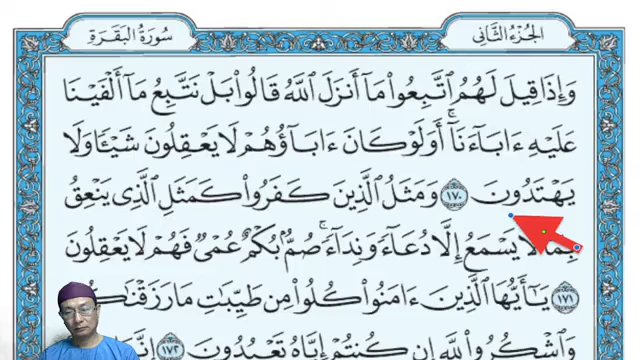 سُورَةُ البَقَرَةِ
الجُزْءُ الثَّانِي
وَإِذَا قِيلَ لَهُمُ ٱتَّبِعُوا۟ مَآ أَنزَلَ ٱللَّهُ قَالُوا۟ بَلْ نَتَّبِعُ مَآ أَلْفَيْنَا
عَلَيْهِ ءَابَآءَنَآ ۗ أَوَلَوْ كَانَ ءَابَآؤُهُمْ لَا يَعْقِلُونَ شَيْـًٔا وَلَا
يَهْتَدُونَ ١٧٠ وَمَثَلُ ٱلَّذِينَ كَفَرُوا۟ كَمَثَلِ ٱلَّذِى يَنْعِقُ
بِمَا لَا يَسْمَعُ إِلَّا دُعَآءً وَنِدَآءً ۚ صُمٌّۢ بُكْمٌ عُمْىٌ فَهُمْ لَا يَعْقِلُونَ
١٧١ يَـٰٓأَيُّهَا ٱلَّذِينَ ءَامَنُوا۟ كُلُوا۟ مِن طَيِّبَـٰتِ مَا رَزَقْنَـٰكُ
وَٱشْكُرُوا۟ لِلَّهِ إِن كُنتُمْ إِيَّاهُ تَعْبُدُونَ ١٧٢ إِنَّمَا